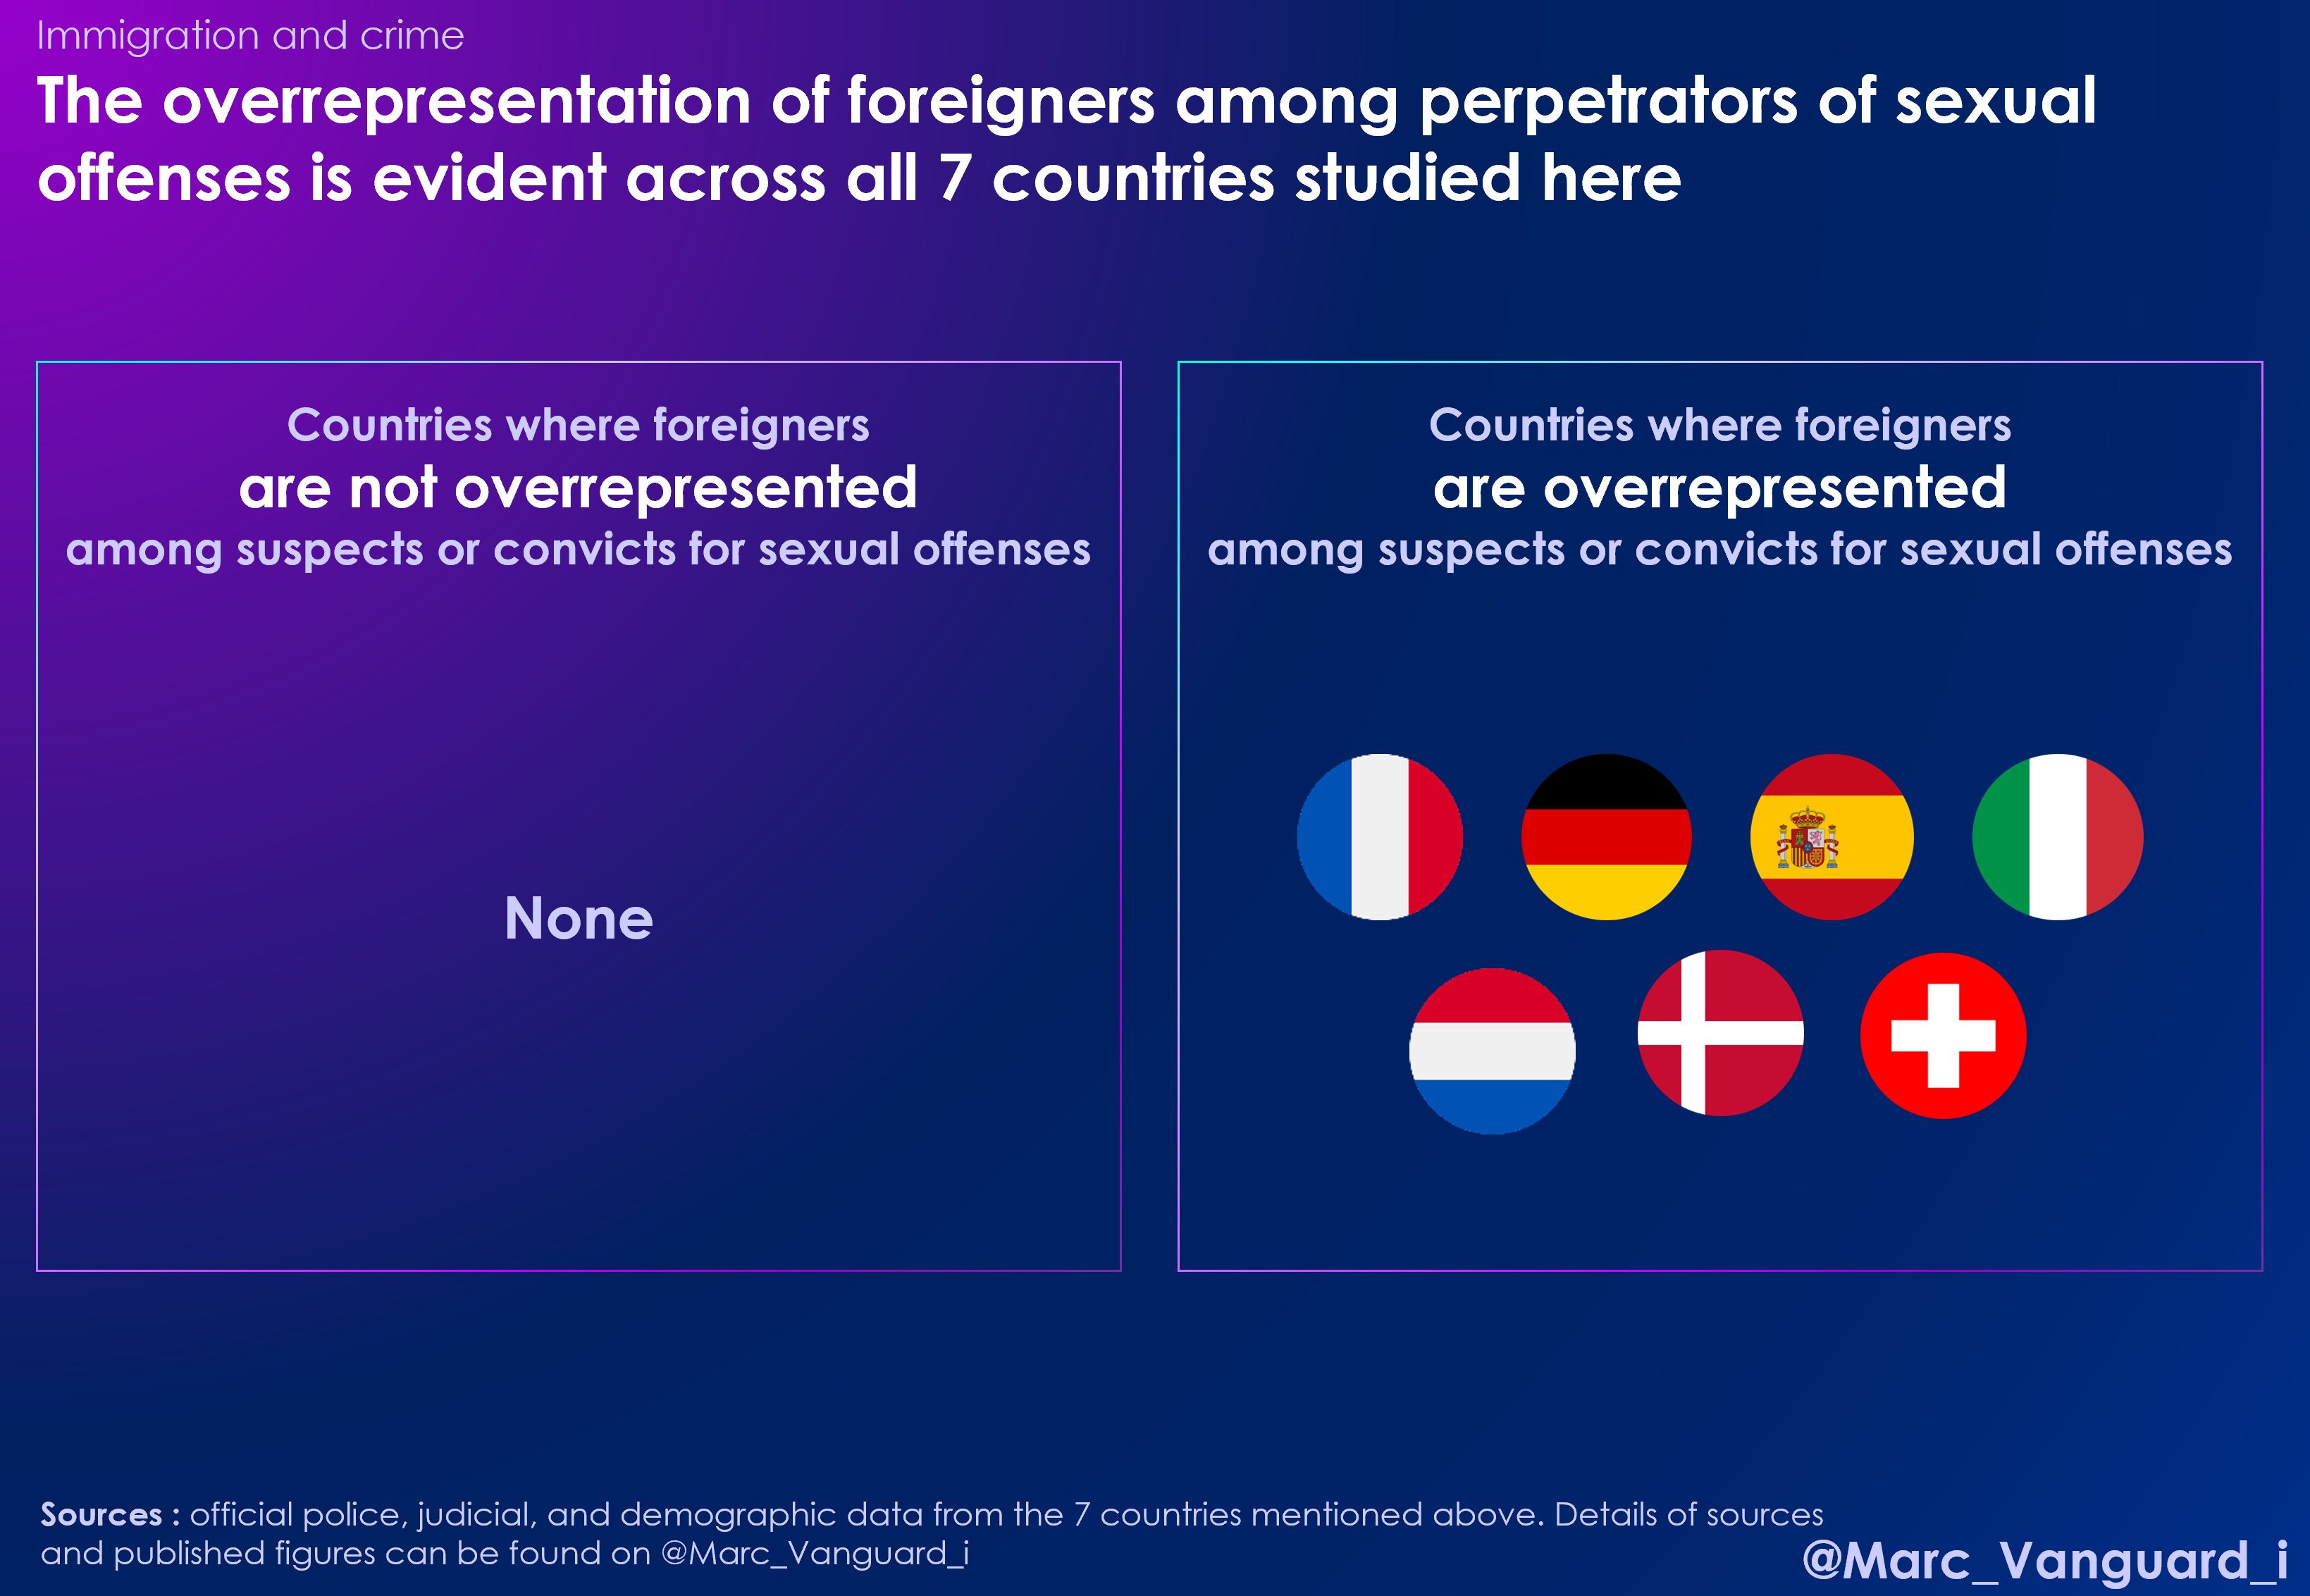 Immigration and crime
The overrepresentation of foreigners among perpetrators of sexual
offenses is evident across all 7 countries studied here
Countries where foreigners
are not overrepresented
among suspects or convicts for sexual offenses
None
Countries where foreigners
are overrepresented
among suspects or convicts for sexual offenses
Sources : official police, judicial, and demographic data from the 7 countries mentioned above. Details of sources
and published figures can be found on @Marc_Vanguard_i
@Marc_Vanguard_i